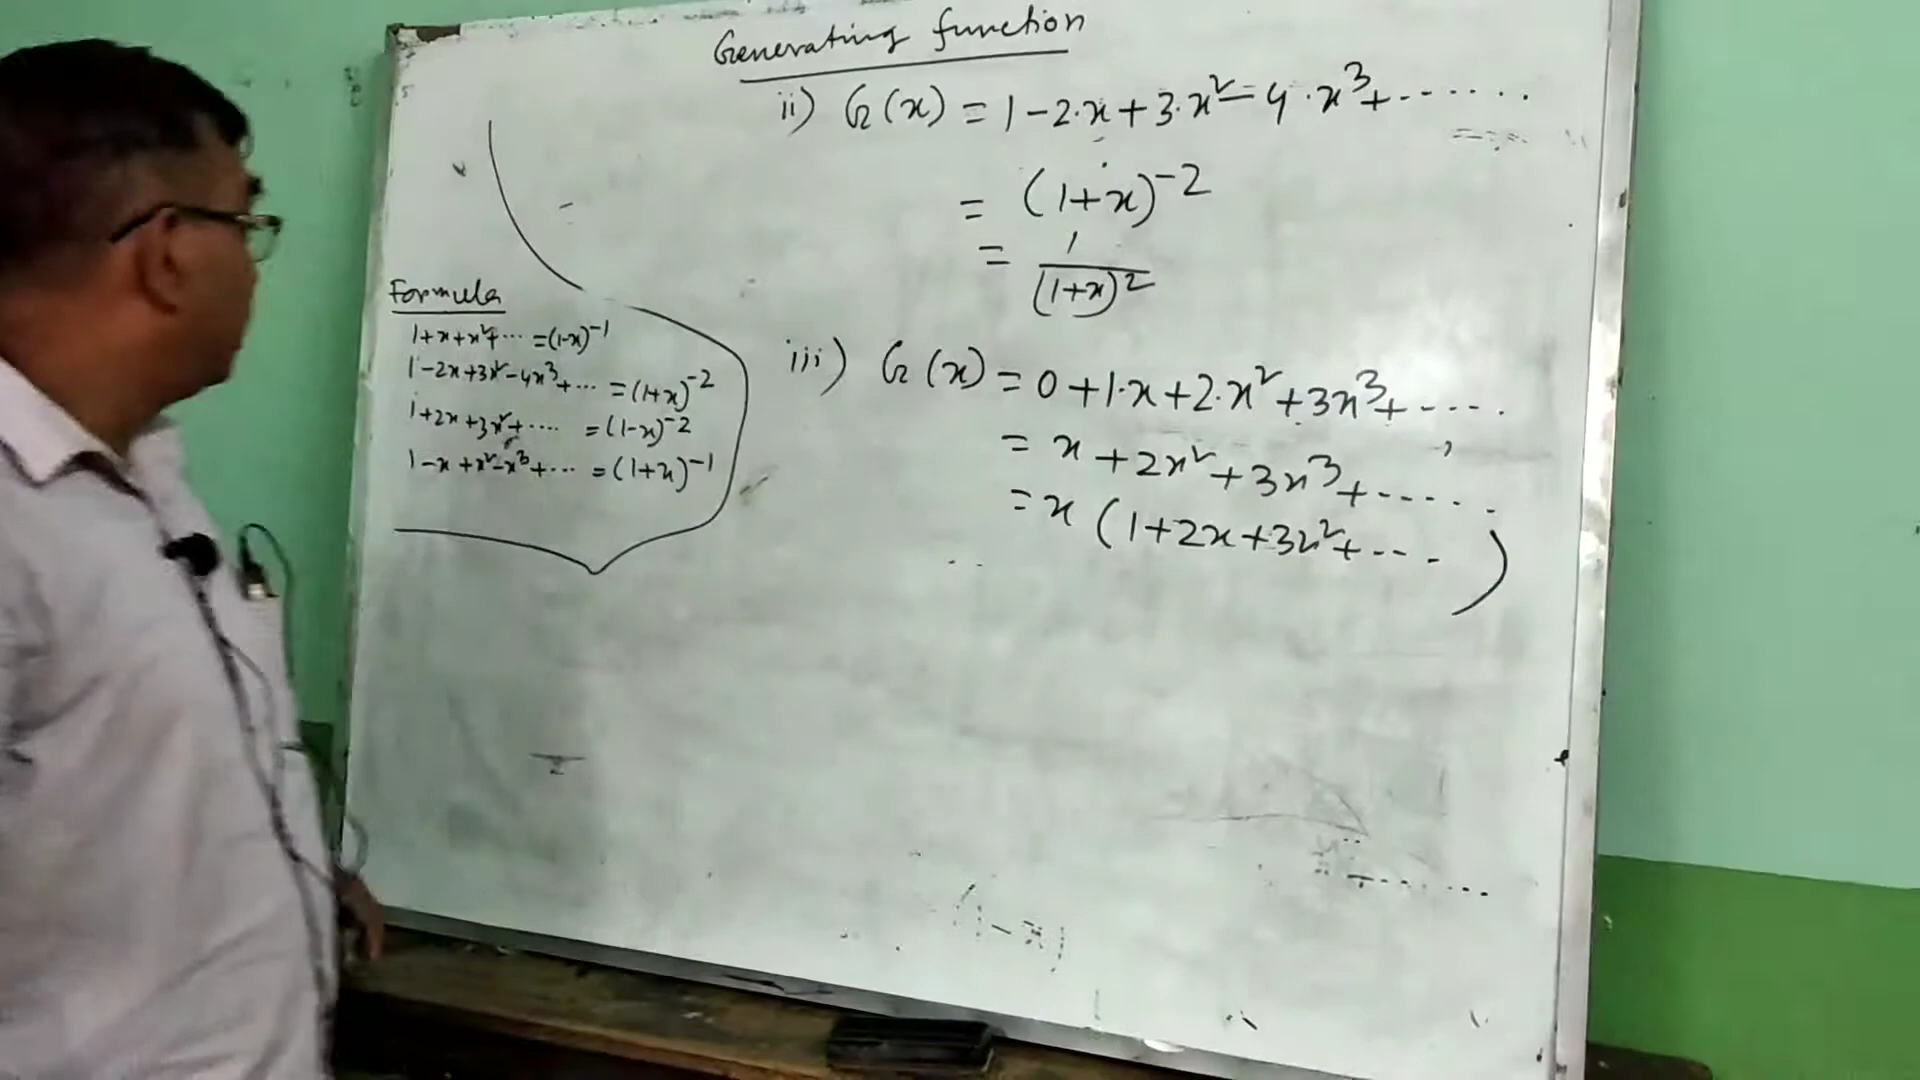 Generating function
ii) G(x) = 1-2·x+3·x²-4·x³+.......
= (1+x)⁻²
= 1/(1+x)²
Formula
1+x+x²+... =(1-x)⁻¹
1-2x+3x²-4x³+... =(1+x)⁻²
1+2x+3x²+.... =(1-x)⁻²
1-x+x²-x³+... =(1+x)⁻¹
iii) G(x) = 0+1·x+2·x²+3x³+.....
= x+2x²+3x³+.....
= x(1+2x+3x²+....)
(1-x)